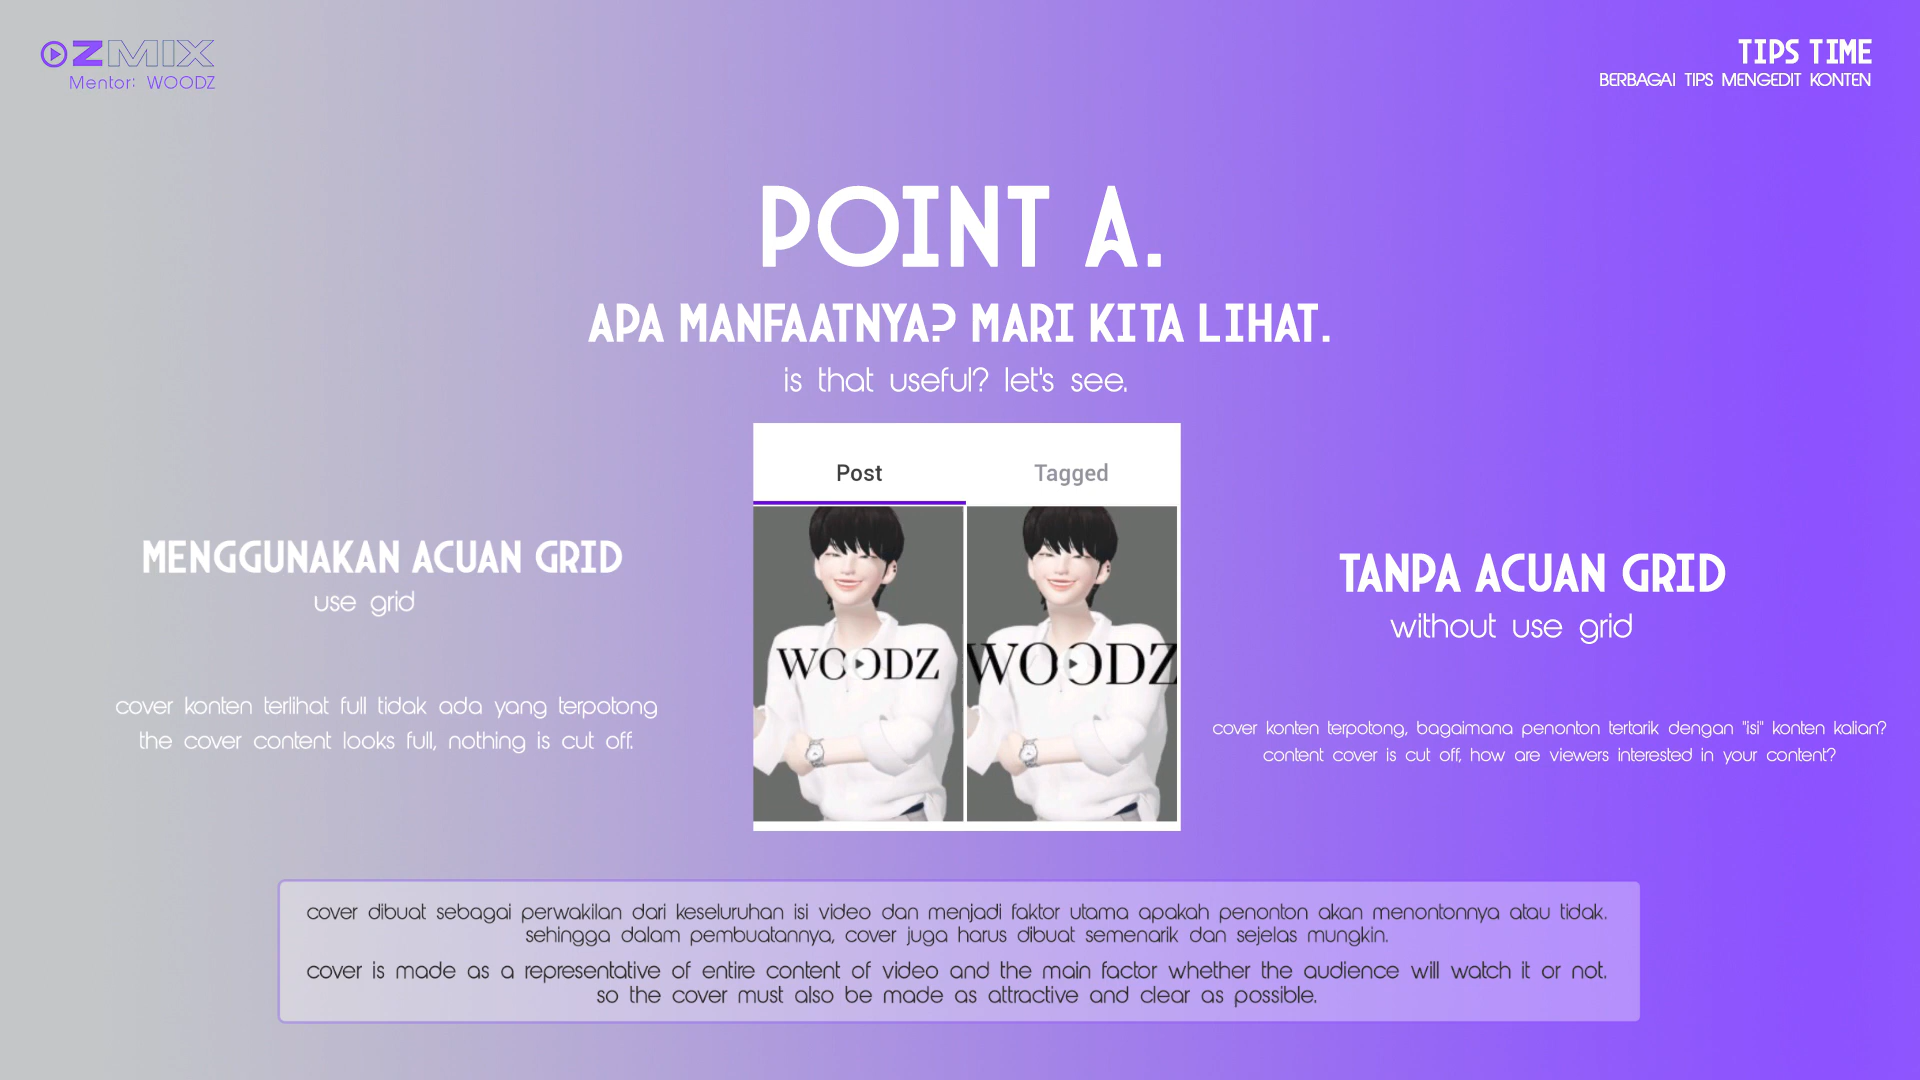 OZMIX
Mentor: WOODZ
TIPS TIME
BERBAGAI TIPS MENGEDIT KONTEN
POINT A.
APA MANFAATNYA? MARI KITA LIHAT.
is that useful? let's see.
Post
Tagged
MENGGUNAKAN ACUAN GRID
use grid
cover konten terlihat full tidak ada yang terpotong
the cover content looks full, nothing is cut off.
WOODZ
WOODZ
TANPA ACUAN GRID
without use grid
cover konten terpotong, bagaimana penonton tertarik dengan "isi" konten kalian?
content cover is cut off, how are viewers interested in your content?
cover dibuat sebagai perwakilan dari keseluruhan isi video dan menjadi faktor utama apakah penonton akan menontonnya atau tidak.
sehingga dalam pembuatannya, cover juga harus dibuat semenarik dan sejelas mungkin.
cover is made as a representative of entire content of video and the main factor whether the audience will watch it or not.
so the cover must also be made as attractive and clear as possible.